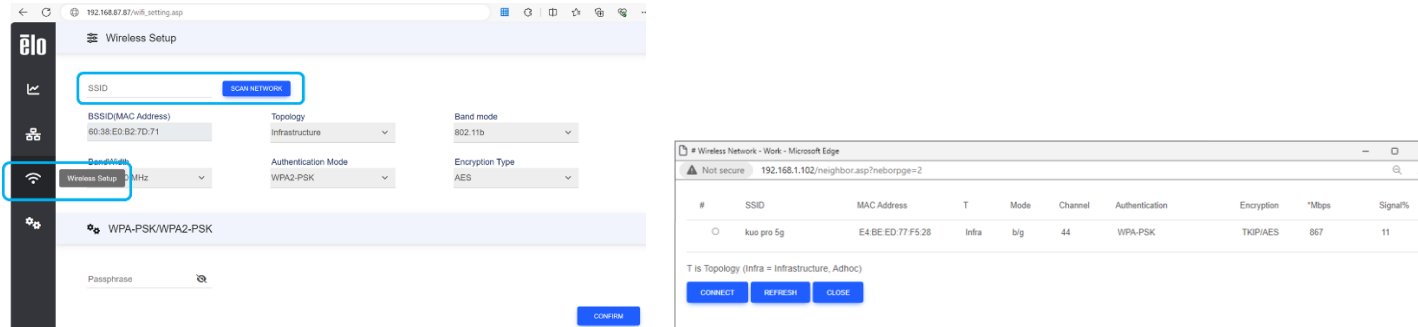 192.168.87.87/wifi_setting.asp
ēlo
Wireless Setup
SSID
SCAN NETWORK
BSSID(MAC Address)
Topology
Band mode
60:38:E0:B2:7D:71
Infrastructure
802.11b
BandWidth
Authentication Mode
Encryption Type
Wireless Setup
MHz
WPA2-PSK
AES
WPA-PSK/WPA2-PSK
Passphrase
CONFIRM
# Wireless Network - Work - Microsoft Edge
Not secure 192.168.1.102/neighbor.asp?neborpge=2
# SSID MAC Address T Mode Channel Authentication Encryption *Mbps Signal%
kuo pro 5g E4:BE:ED:77:F5:28 Infra b/g 44 WPA-PSK TKIP/AES 867 11
T is Topology (Infra = Infrastructure, Adhoc)
CONNECT REFRESH CLOSE